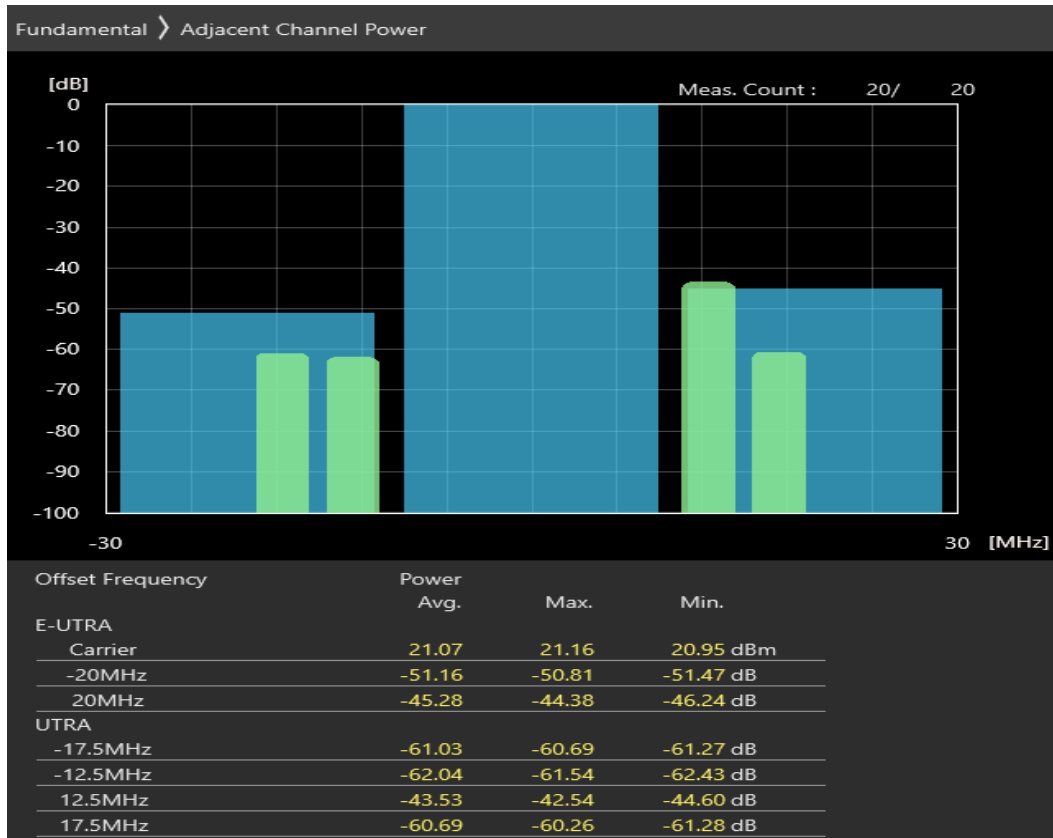 Fundamental 〉 Adjacent Channel Power
[dB]
Meas. Count : 20/ 20
0
-10
-20
-30
-40
-50
-60
-70
-80
-90
-100
-30 30 [MHz]
Offset Frequency Power
Avg. Max. Min.
E-UTRA
Carrier 21.07 21.16 20.95 dBm
-20MHz -51.16 -50.81 -51.47 dB
20MHz -45.28 -44.38 -46.24 dB
UTRA
-17.5MHz -61.03 -60.69 -61.27 dB
-12.5MHz -62.04 -61.54 -62.43 dB
12.5MHz -43.53 -42.54 -44.60 dB
17.5MHz -60.69 -60.26 -61.28 dB